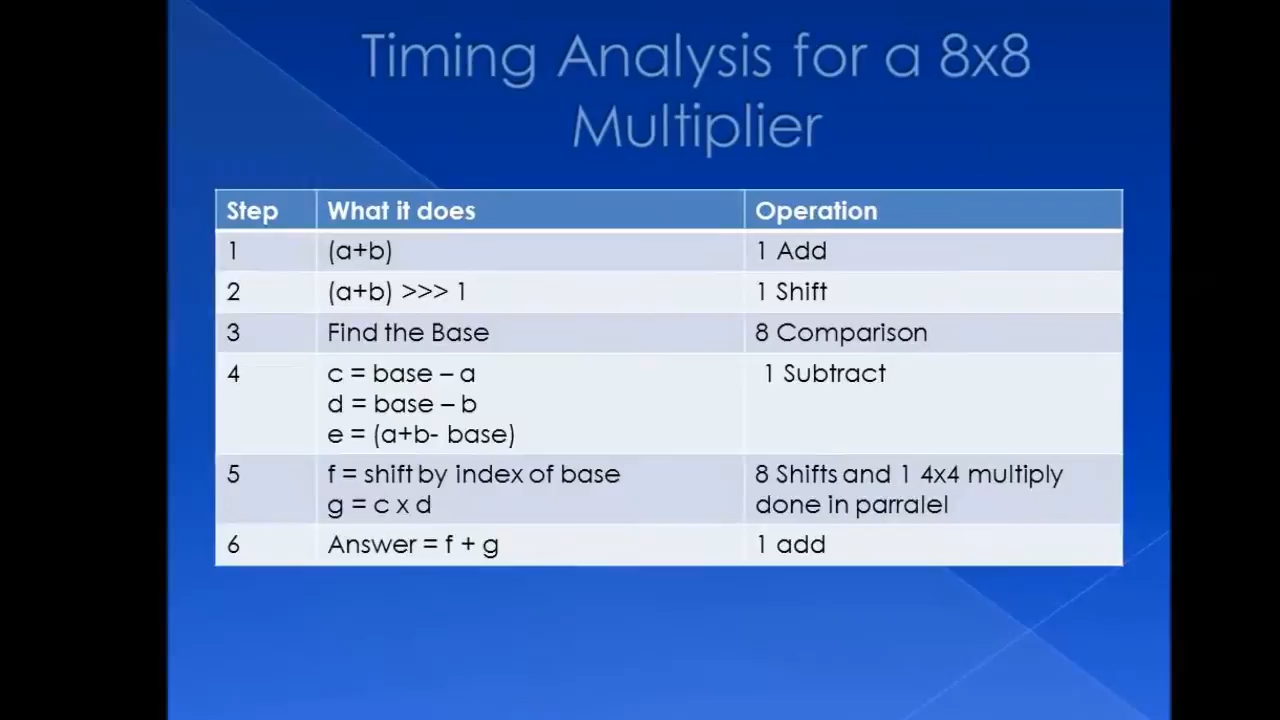 Timing Analysis for a 8x8
Multiplier
Step What it does Operation
1 (a+b) 1 Add
2 (a+b) >>> 1 1 Shift
3 Find the Base 8 Comparison
4 c = base – a 1 Subtract
d = base – b
e = (a+b- base)
5 f = shift by index of base 8 Shifts and 1 4x4 multiply
g = c x d done in parralel
6 Answer = f + g 1 add